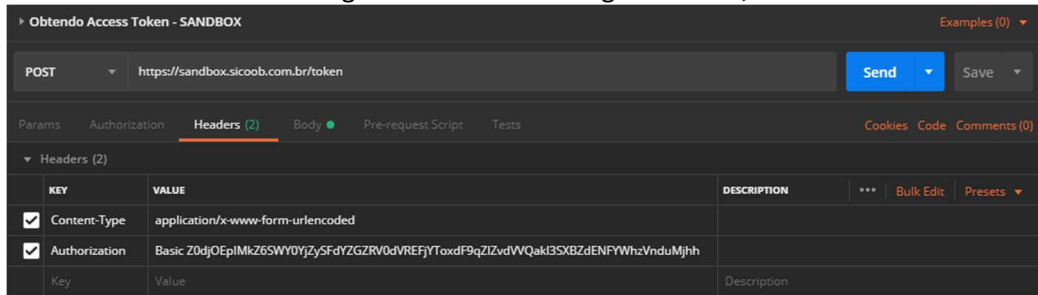 Obtendo Access Token - SANDBOX Examples (0)
POST https://sandbox.sicoob.com.br/token Send Save
Params Authorization Headers (2) Body Pre-request Script Tests Cookies Code Comments (0)
Headers (2)
KEY VALUE DESCRIPTION ••• Bulk Edit Presets
Content-Type application/x-www-form-urlencoded
Authorization Basic
Key Value Description